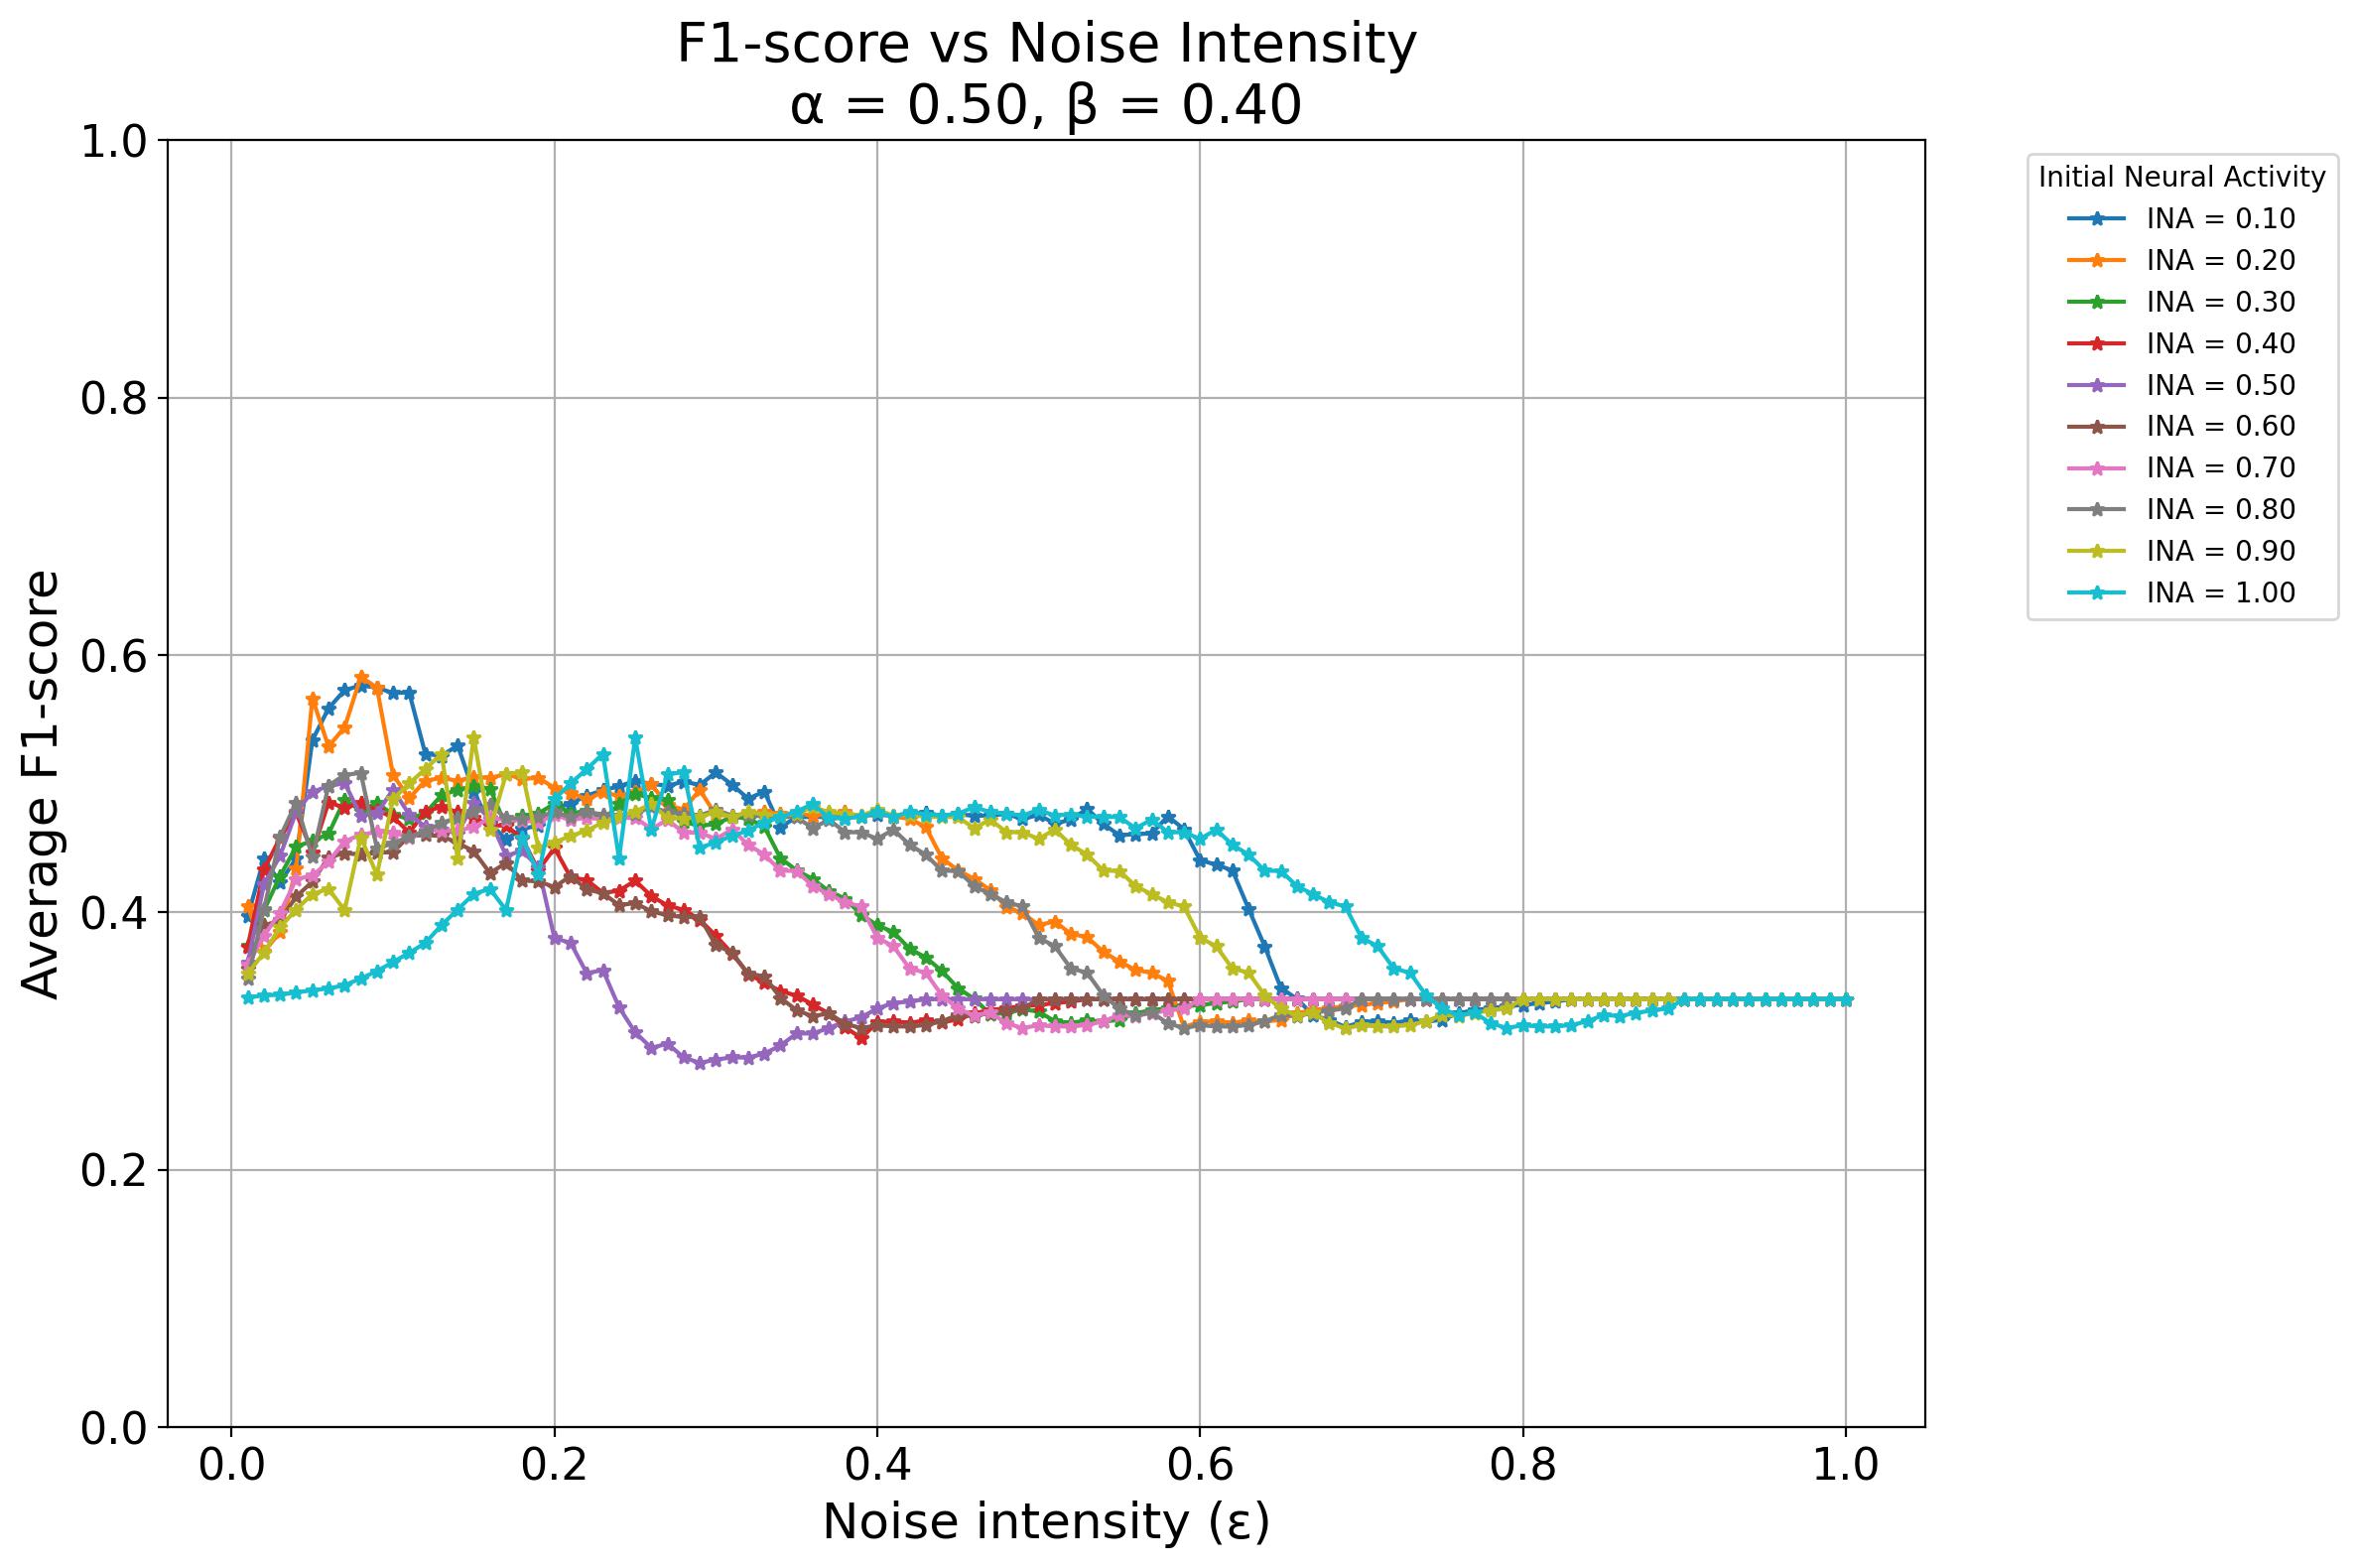 F1-score vs Noise Intensity
α = 0.50, β = 0.40
1.0
0.8
0.6
0.4
0.2
0.0
Average F1-score
0.0 0.2 0.4 0.6 0.8 1.0
Noise intensity (ε)
Initial Neural Activity
INA = 0.10
INA = 0.20
INA = 0.30
INA = 0.40
INA = 0.50
INA = 0.60
INA = 0.70
INA = 0.80
INA = 0.90
INA = 1.00